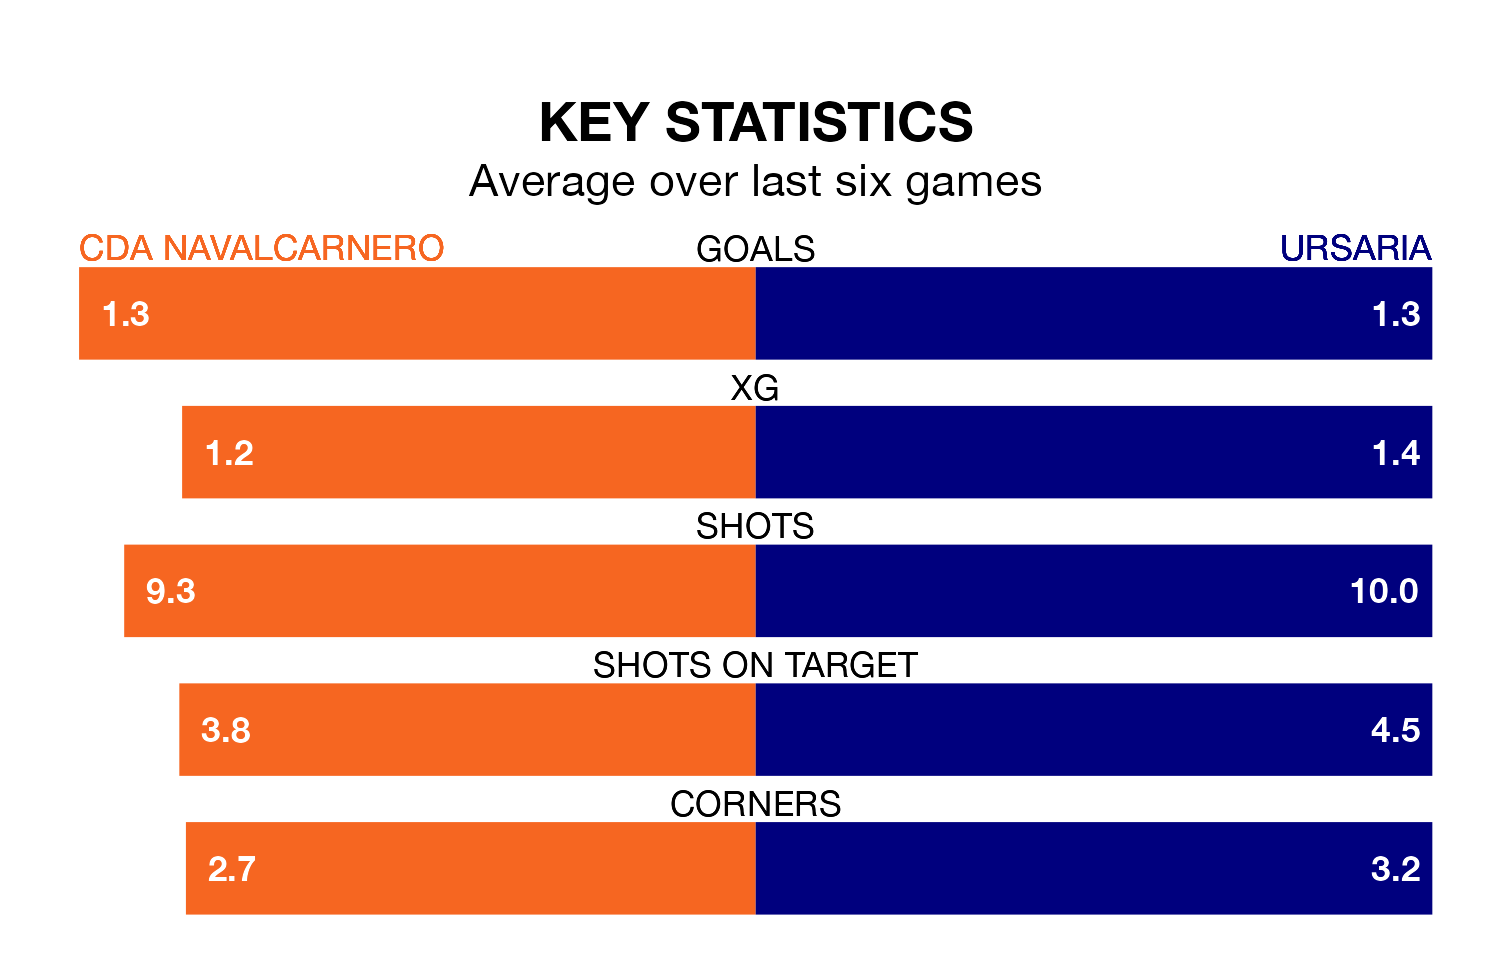 KEY STATISTICS
Average over last six games
CDA NAVALCARNERO GOALS URSARIA
1.3 1.3
XG
1.2 1.4
SHOTS
9.3 10.0
SHOTS ON TARGET
3.8 4.5
CORNERS
2.7 3.2